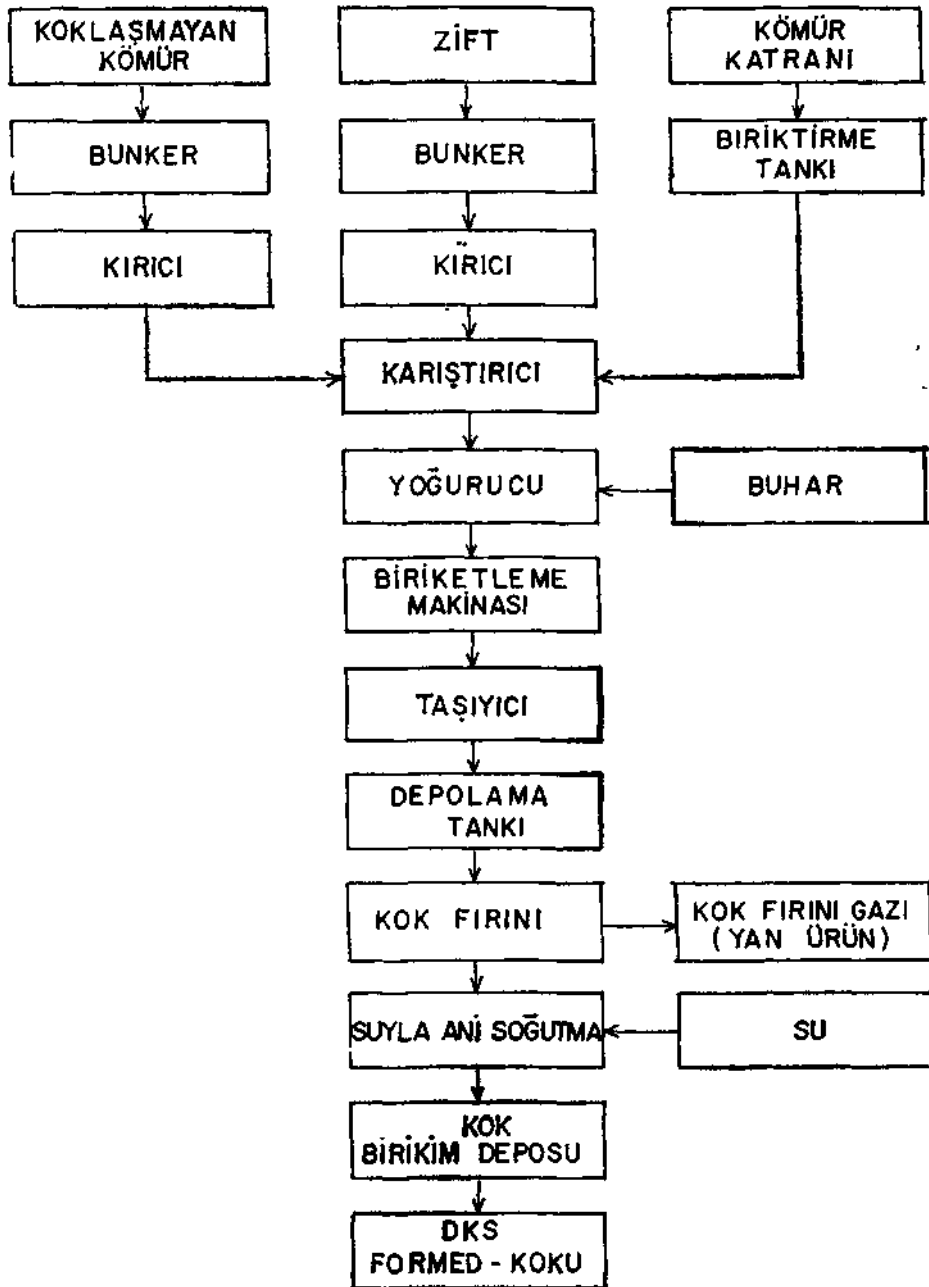 KOKLAŞMAYAN
KÖMÜR
ZİFT
KÖMÜR
KATRANI
BUNKER
BUNKER
BİRİKTİRME
TANKI
KIRICI
KIRICI
KARIŞTIRICI
YOĞURUCU
BUHAR
BİRİKETLEME
MAKİNASI
TAŞIYICI
DEPOLAMA
TANKI
KOK FIRINI
KOK FIRINI GAZI
(YAN ÜRÜN)
SUYLA ANİ SOĞUTMA
SU
KOK
BİRİKİM DEPOSU
DKS
FORMED - KOKU